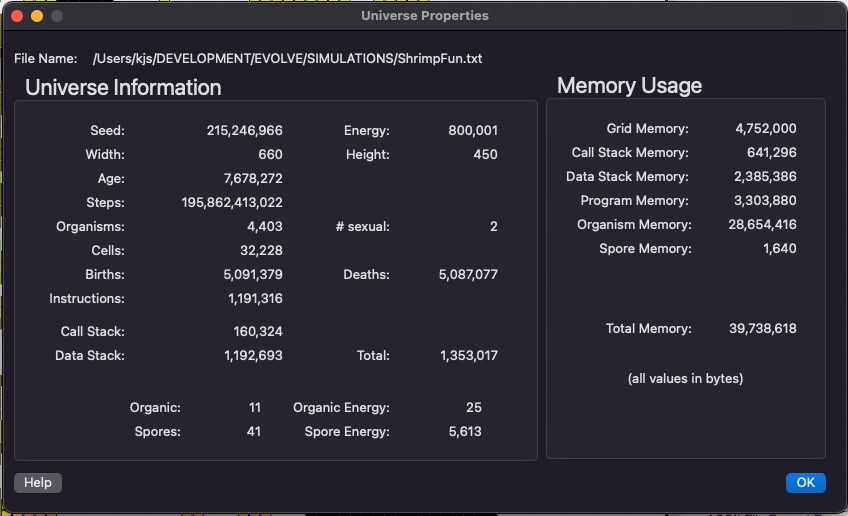 Universe Properties
File Name: /Users/kjs/DEVELOPMENT/EVOLVE/SIMULATIONS/ShrimpFun.txt
Universe Information
Seed: 215,246,966 Energy: 800,001
Width: 660 Height: 450
Age: 7,678,272
Steps: 195,862,413,022
Organisms: 4,403 # sexual: 2
Cells: 32,228
Births: 5,091,379 Deaths: 5,087,077
Instructions: 1,191,316
Call Stack: 160,324
Data Stack: 1,192,693 Total: 1,353,017
Organic: 11 Organic Energy: 25
Spores: 41 Spore Energy: 5,613
Memory Usage
Grid Memory: 4,752,000
Call Stack Memory: 641,296
Data Stack Memory: 2,385,386
Program Memory: 3,303,880
Organism Memory: 28,654,416
Spore Memory: 1,640
Total Memory: 39,738,618
(all values in bytes)
Help
OK